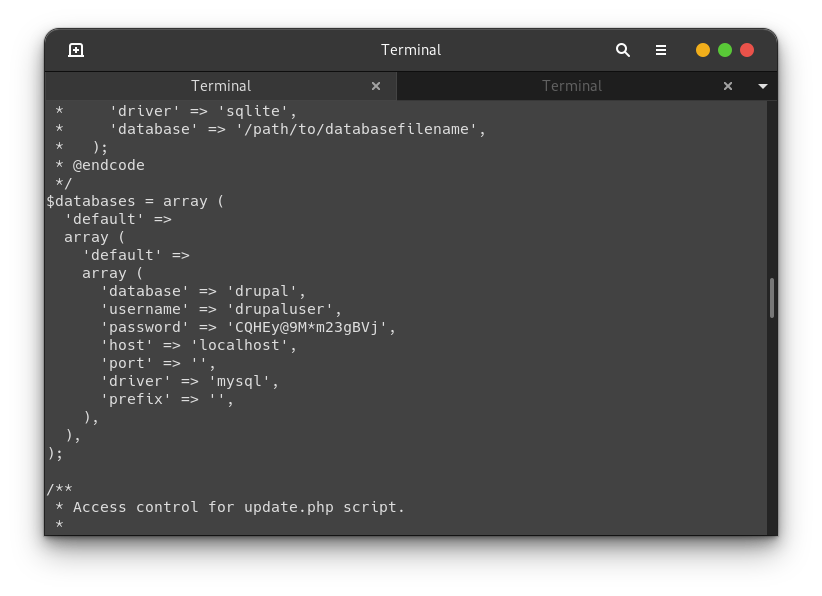 Terminal
Terminal
Terminal
 *     'driver' => 'sqlite',
 *     'database' => '/path/to/databasefilename',
 *   );
 * @endcode
 */
$databases = array (
  'default' =>
  array (
    'default' =>
    array (
      'database' => 'drupal',
      'username' => 'drupaluser',
      'password' => 'CQHEy@9M*m23gBVj',
      'host' => 'localhost',
      'port' => '',
      'driver' => 'mysql',
      'prefix' => '',
    ),
  ),
);
/**
 * Access control for update.php script.
 *